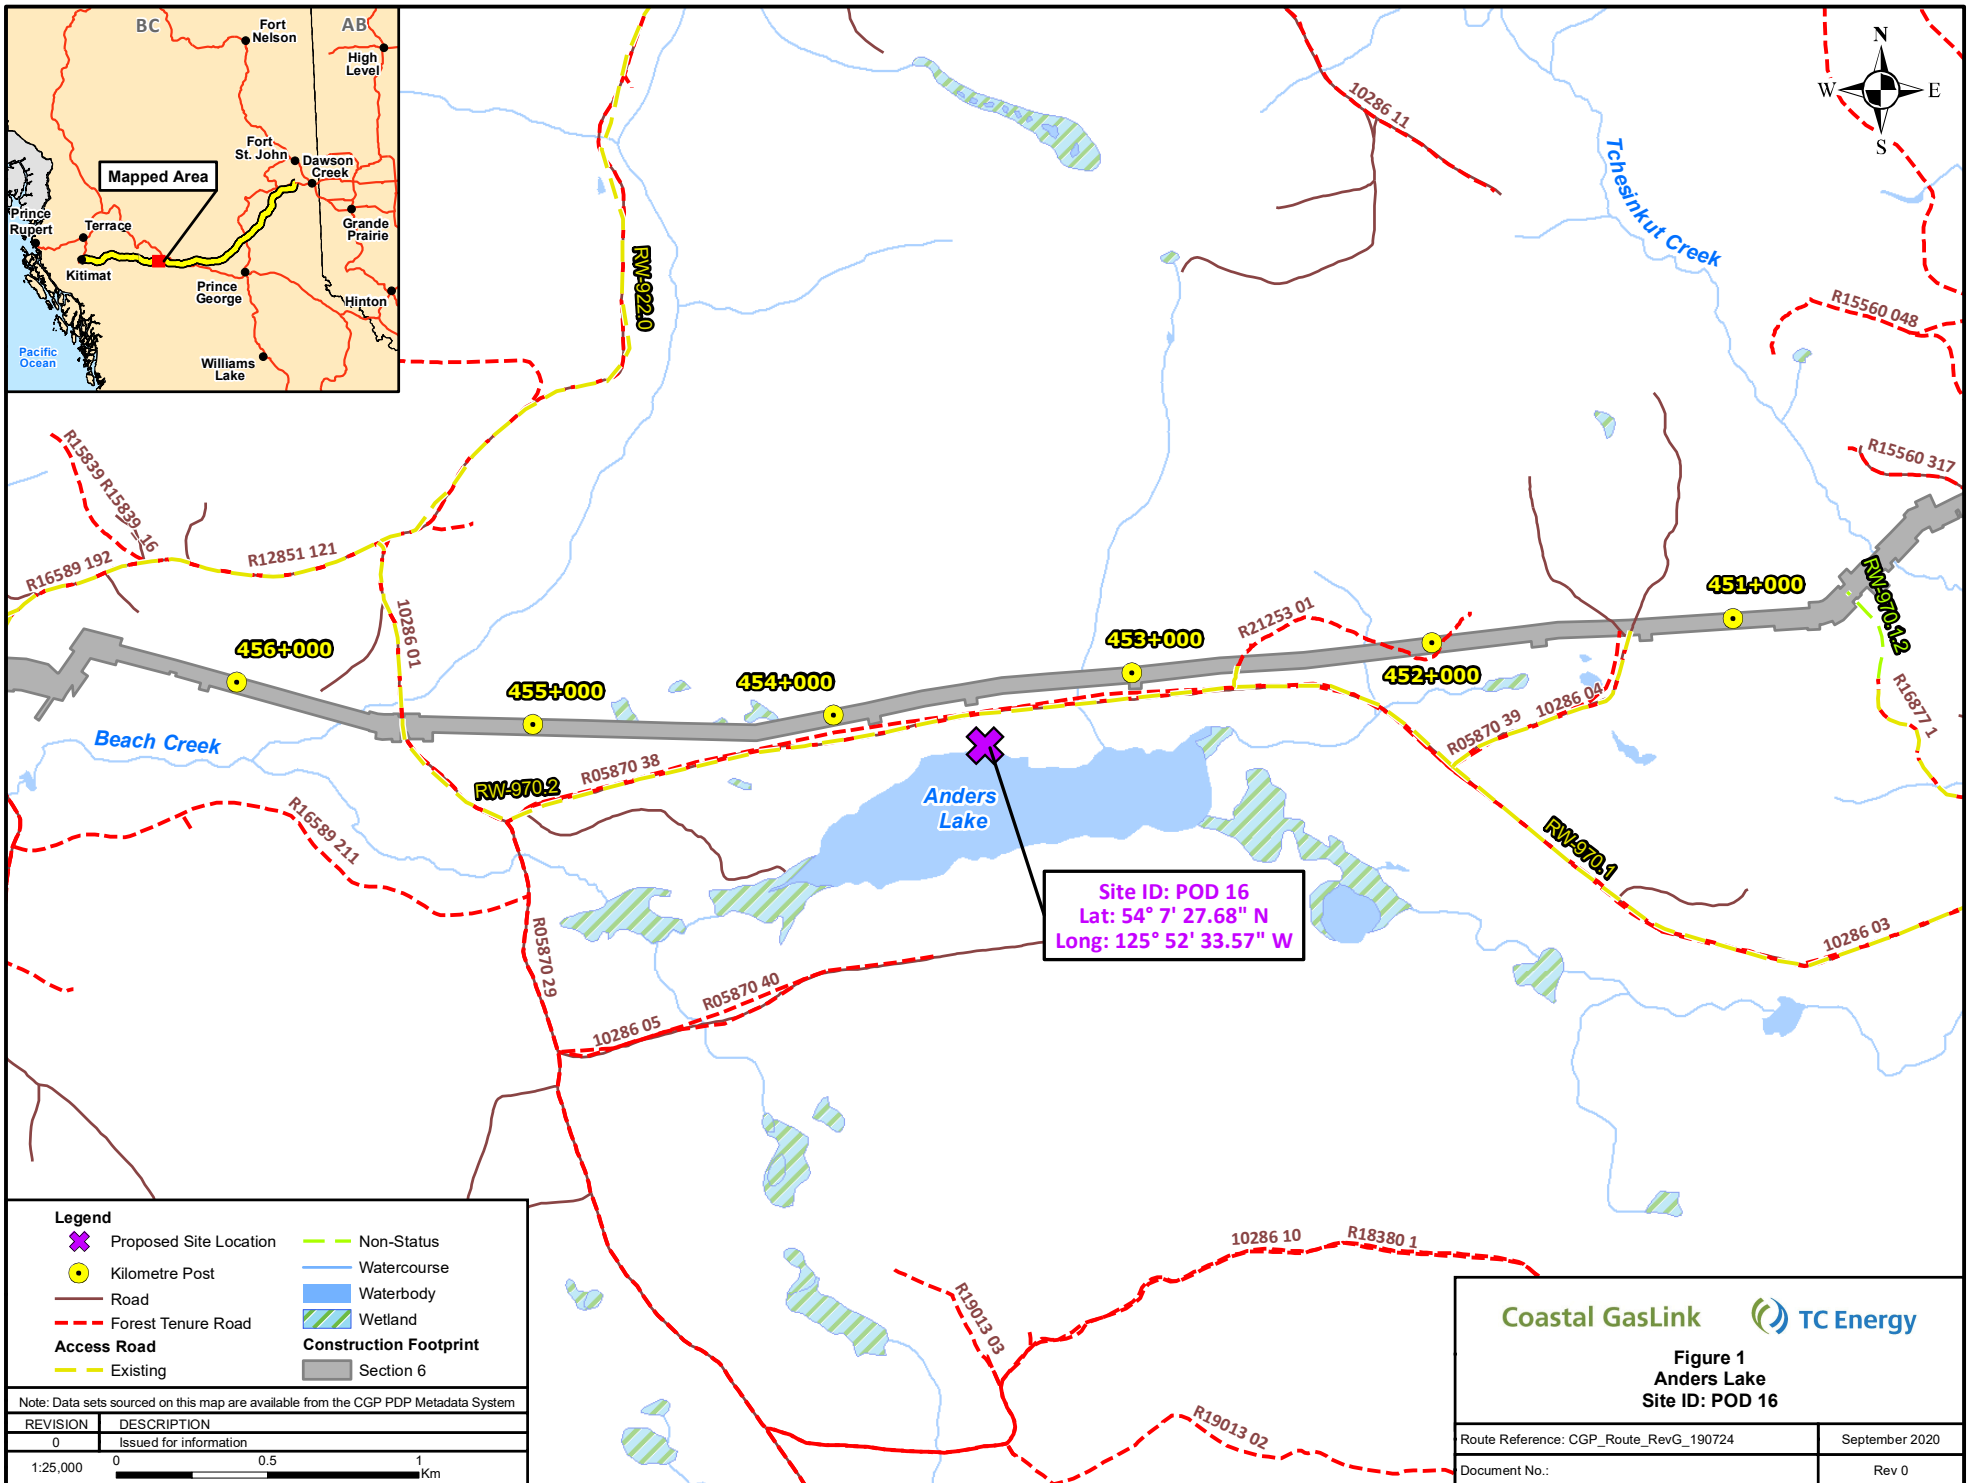 BC
AB
Fort
Nelson
High
Level
Fort
St. John
Dawson
Creek
Mapped Area
Prince
Rupert
Terrace
Grande
Prairie
Kitimat
Prince
George
Hinton
Pacific
Ocean
Williams
Lake
N
W
E
S
10286 11
Tchesinkut Creek
RW-922.0
R15560 048
R15560 317
R15839 R15839_16
R16589 192
R12851 121
10286 01
456+000
455+000
454+000
453+000
452+000
451+000
R21253 01
RW-970.1.2
R16877 1
R05870 39
10286 04
Beach Creek
RW-970.2
R05870 38
Anders
Lake
R16589 211
RW-970.1
10286 03
Site ID: POD 16
Lat: 54° 7' 27.68" N
Long: 125° 52' 33.57" W
R05870 29
R05870 40
10286 05
10286 10
R18380 1
R19013 03
R19013 02
Legend
Proposed Site Location
Kilometre Post
Road
Forest Tenure Road
Access Road
Existing
Non-Status
Watercourse
Waterbody
Wetland
Construction Footprint
Section 6
Note: Data sets sourced on this map are available from the CGP PDP Metadata System
REVISION DESCRIPTION
0 Issued for information
1:25,000
0 0.5 1
Km
Coastal GasLink
TC Energy
Figure 1
Anders Lake
Site ID: POD 16
Route Reference: CGP_Route_RevG_190724
September 2020
Document No.:
Rev 0